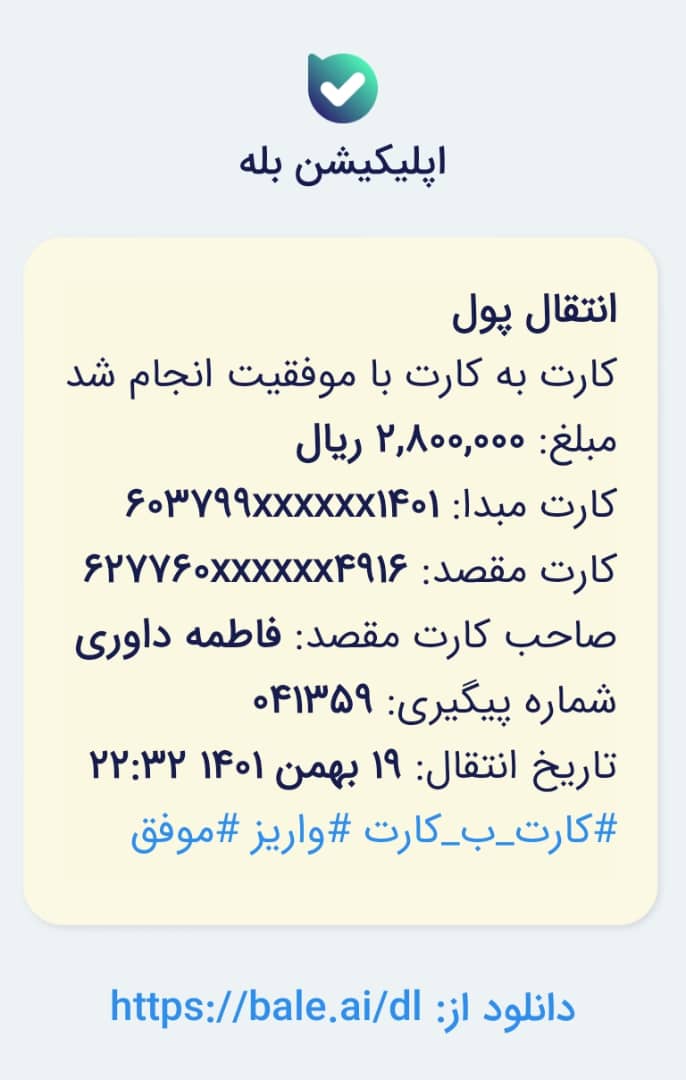 اپلیکیشن بله
انتقال پول
کارت به کارت با موفقیت انجام شد
مبلغ: ۲,۸۰۰,۰۰۰ ریال
کارت مبدا: ۶۰۳۷۹۹xxxxxx۱۴۰۱
کارت مقصد: ۶۲۷۷۶۰xxxxxx۴۹۱۶
صاحب کارت مقصد: فاطمه داوری
شماره پیگیری: ۰۴۱۳۵۹
تاریخ انتقال: ۱۹ بهمن ۱۴۰۱ ۲۲:۳۲
#کارت_ب_کارت #واریز #موفق
دانلود از: https://bale.ai/dl